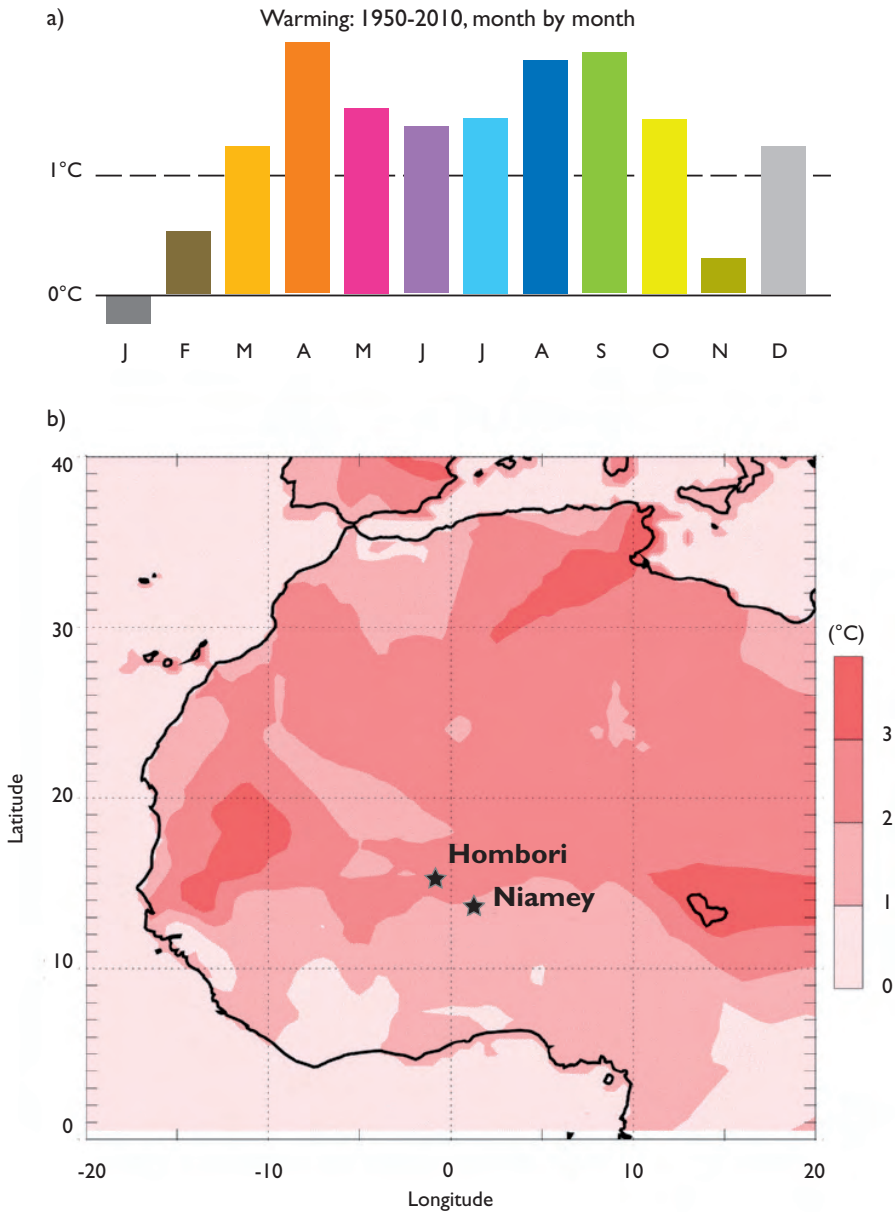 a)
Warming: 1950-2010, month by month
1°C
0°C
J F M A M J J A S O N D
b)
40
30
20
10
0
Latitude
-20 -10 0 10 20
Longitude
Hombori
Niamey
(°C)
3
2
1
0